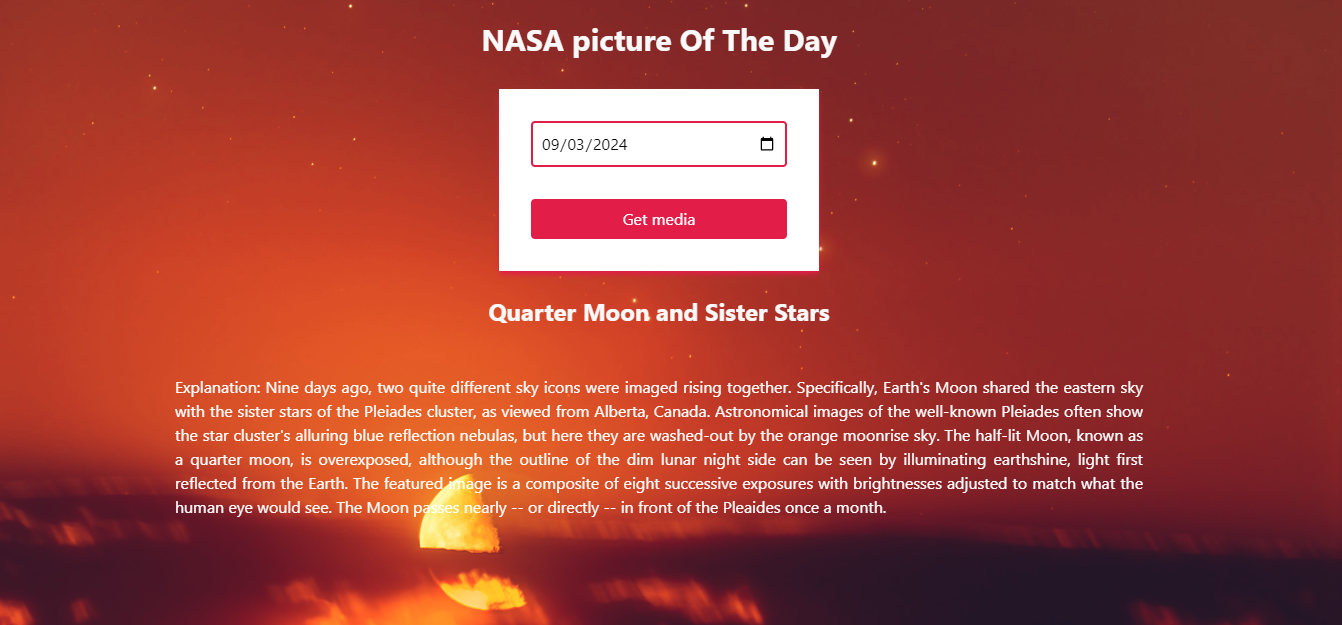 NASA picture Of The Day
09/03/2024
Get media
Quarter Moon and Sister Stars
Explanation: Nine days ago, two quite different sky icons were imaged rising together. Specifically, Earth's Moon shared the eastern sky
with the sister stars of the Pleiades cluster, as viewed from Alberta, Canada. Astronomical images of the well-known Pleiades often show
the star cluster's alluring blue reflection nebulas, but here they are washed-out by the orange moonrise sky. The half-lit Moon, known as
a quarter moon, is overexposed, although the outline of the dim lunar night side can be seen by illuminating earthshine, light first
reflected from the Earth. The featured image is a composite of eight successive exposures with brightnesses adjusted to match what the
human eye would see. The Moon passes nearly -- or directly -- in front of the Pleaides once a month.